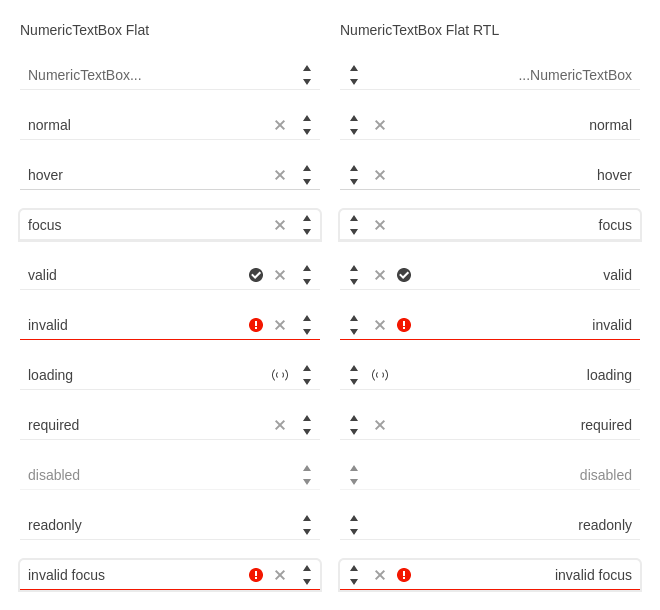 NumericTextBox Flat
NumericTextBox Flat RTL
NumericTextBox...
...NumericTextBox
normal
normal
hover
hover
focus
focus
valid
valid
invalid
invalid
loading
loading
required
required
disabled
disabled
readonly
readonly
invalid focus
invalid focus